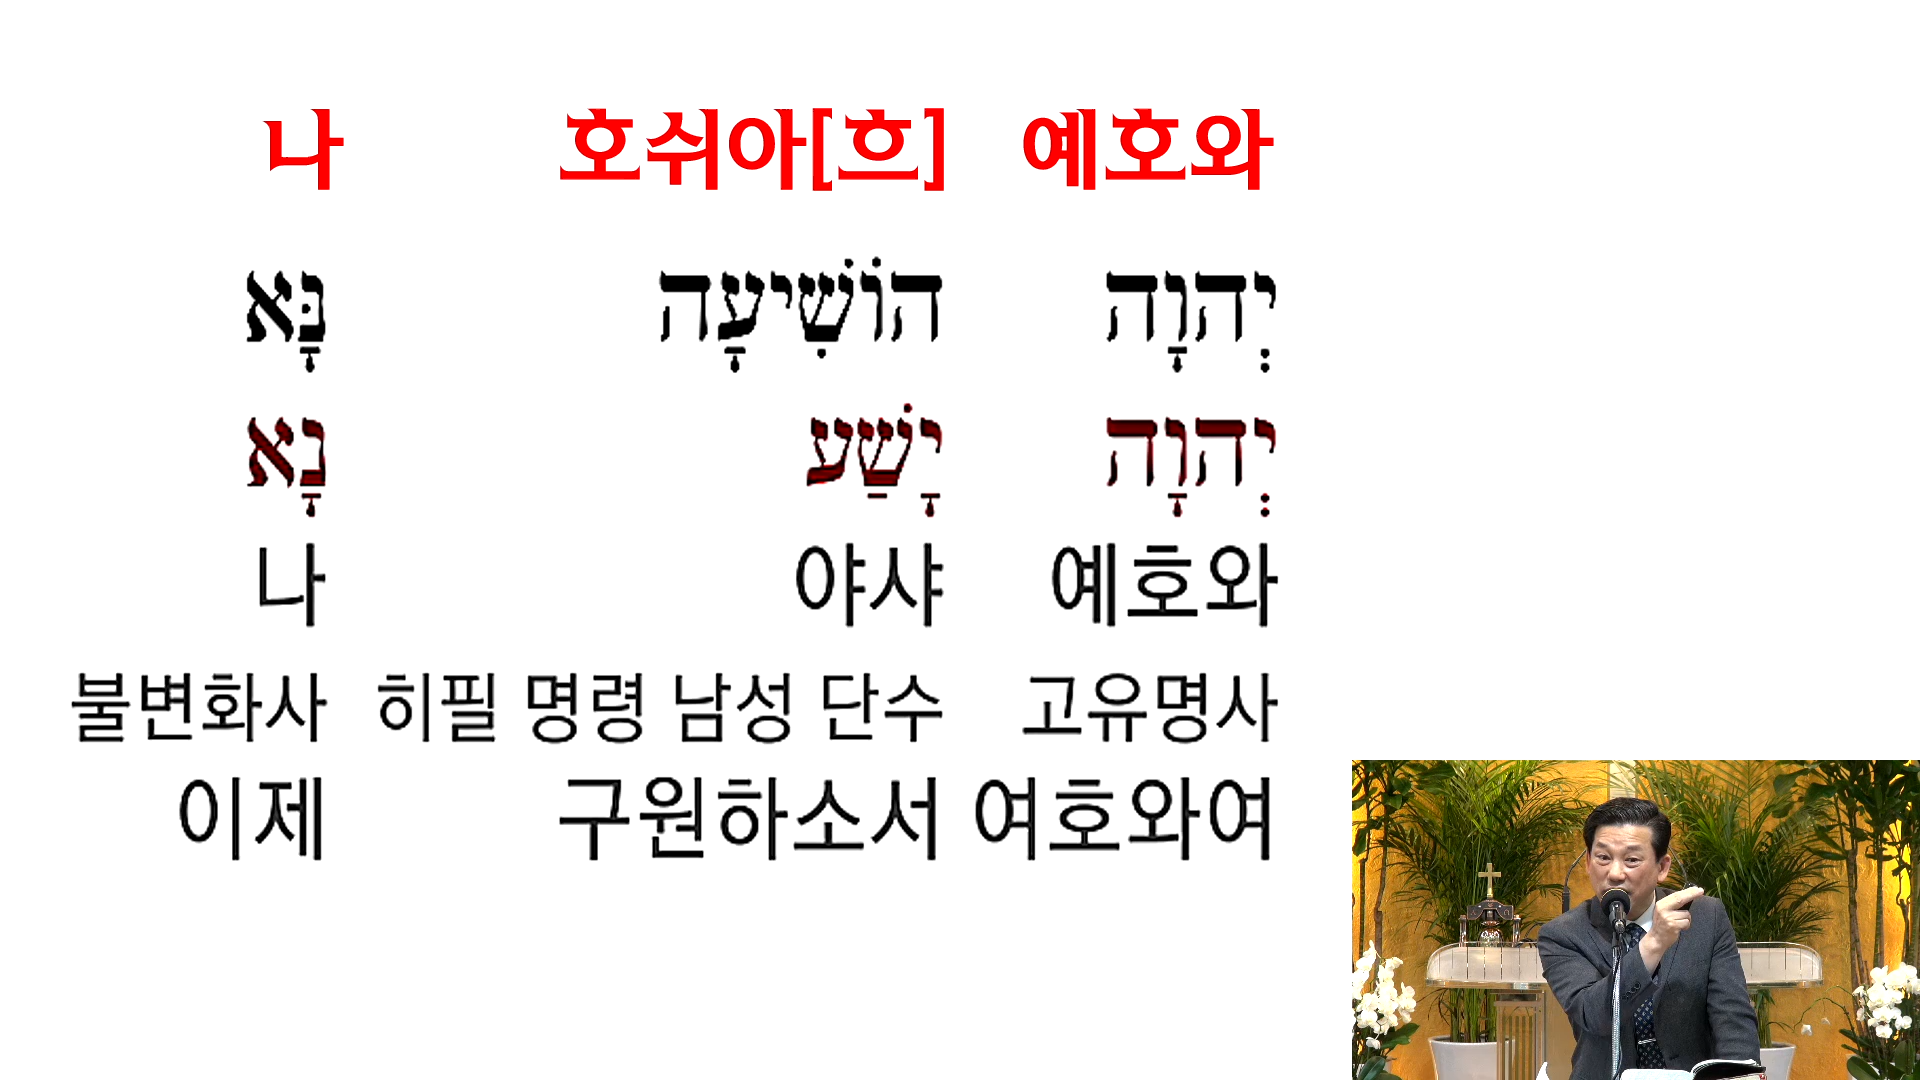 나 호쉬아[흐] 예호와
יְהוָה הוֹשִׁיעָה נָּא
יְהוָה יָשַׁע נָא
나 야샤 예호와
불변화사 히필 명령 남성 단수 고유명사
이제 구원하소서 여호와여